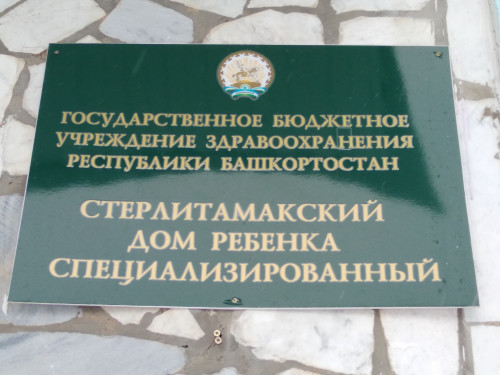 ГОСУДАРСТВЕННОЕ БЮДЖЕТНОЕ
УЧРЕЖДЕНИЕ ЗДРАВООХРАНЕНИЯ
РЕСПУБЛИКИ БАШКОРТОСТАН
СТЕРЛИТАМАКСКИЙ
ДОМ РЕБЕНКА
СПЕЦИАЛИЗИРОВАННЫЙ